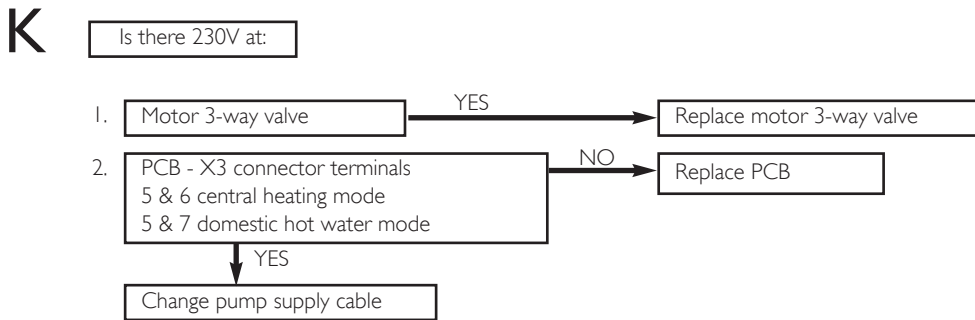 K
Is there 230V at:
1. Motor 3-way valve YES Replace motor 3-way valve
2. PCB - X3 connector terminals NO Replace PCB
5 & 6 central heating mode
5 & 7 domestic hot water mode
YES
Change pump supply cable